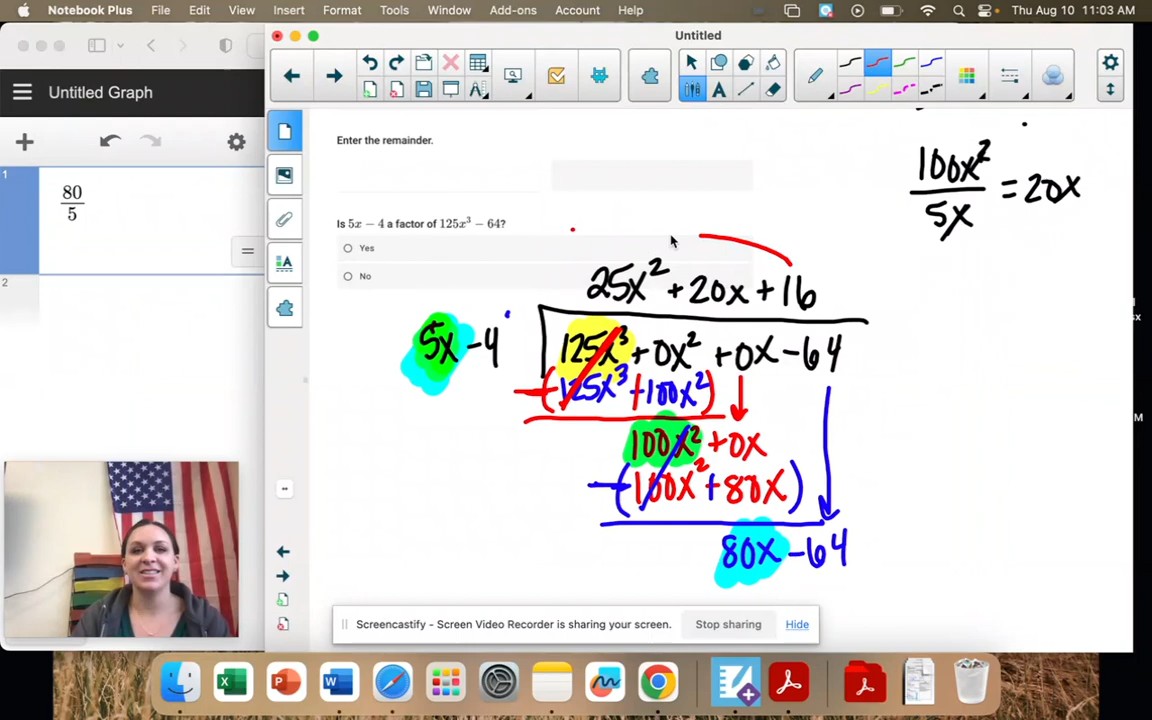 Notebook Plus File Edit View Insert Format Tools Window Add-ons Account Help Thu Aug 10 11:03 AM
Untitled
Untitled Graph
1
80
5
=
2
Enter the remainder.
Is 5x − 4 a factor of 125x³ − 64?
Yes
No
100x²
5x
= 20x
25x² + 20x + 16
5x - 4
125x³ + 0x² + 0x - 64
- ( 125x³ + 100x² )
100x² + 0x
- ( 100x² + 80x )
80x - 64
sx
M
Screencastify - Screen Video Recorder is sharing your screen. Stop sharing Hide
X P W